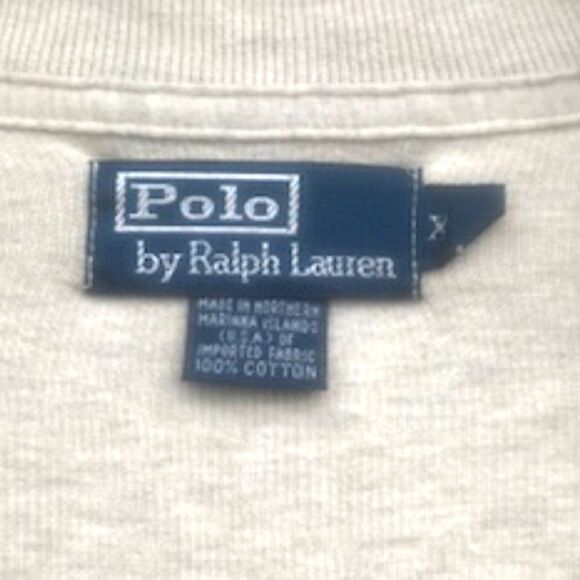 Polo
by Ralph Lauren
X
MADE IN NORTHERN
MARIANA ISLANDS
(U.S.A) OF
IMPORTED FABRIC
100% COTTON